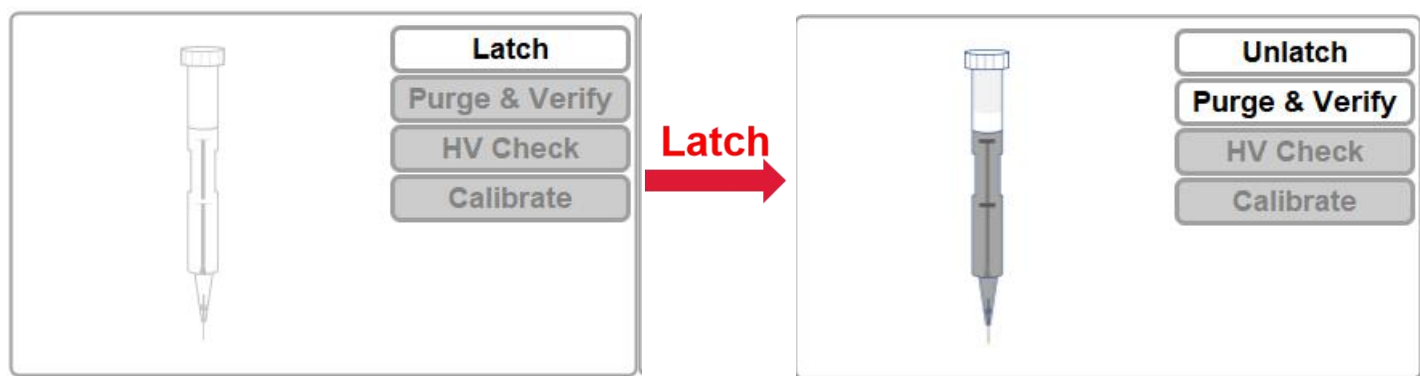 Latch
Purge & Verify
HV Check
Calibrate
Latch
Unlatch
Purge & Verify
HV Check
Calibrate